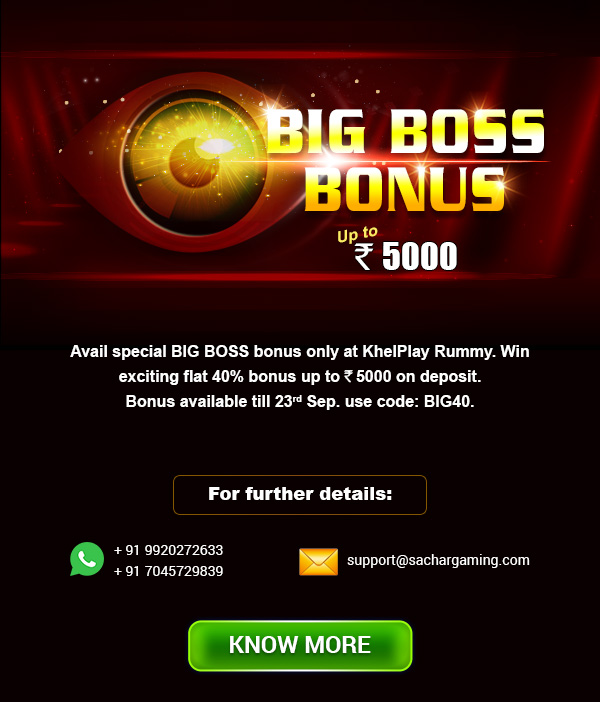 BIG BOSS
BÖNUS
Up to
₹ 5000
Avail special BIG BOSS bonus only at KhelPlay Rummy. Win
exciting flat 40% bonus up to ₹ 5000 on deposit.
Bonus available till 23rd Sep. use code: BIG40.
For further details:
+ 91 9920272633
+ 91 7045729839
support@sachargaming.com
KNOW MORE